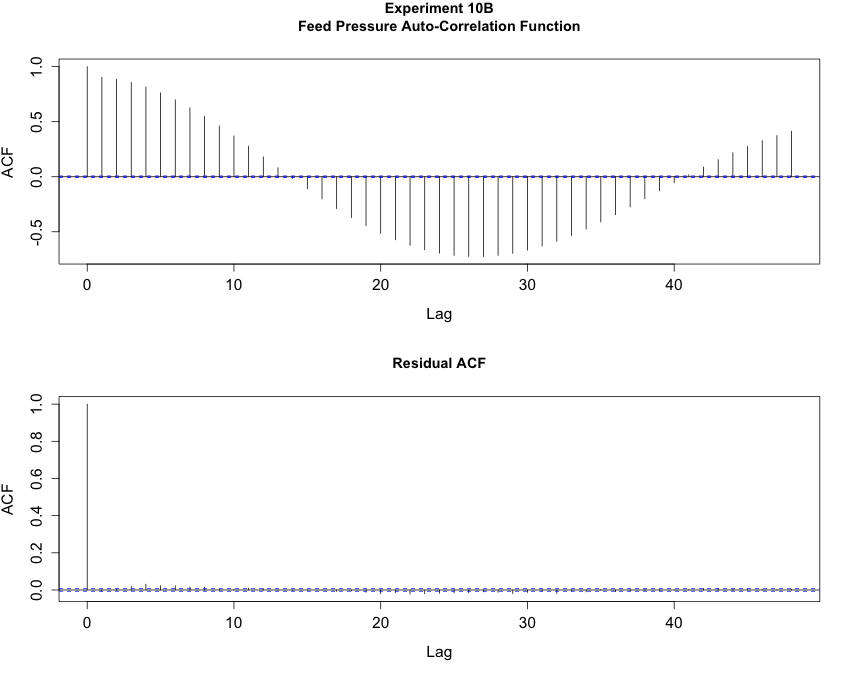 Experiment 10B
Feed Pressure Auto-Correlation Function
1.0
0.5
0.0
-0.5
ACF
0 10 20 30 40
Lag
Residual ACF
1.0
0.8
0.6
0.4
0.2
0.0
ACF
0 10 20 30 40
Lag